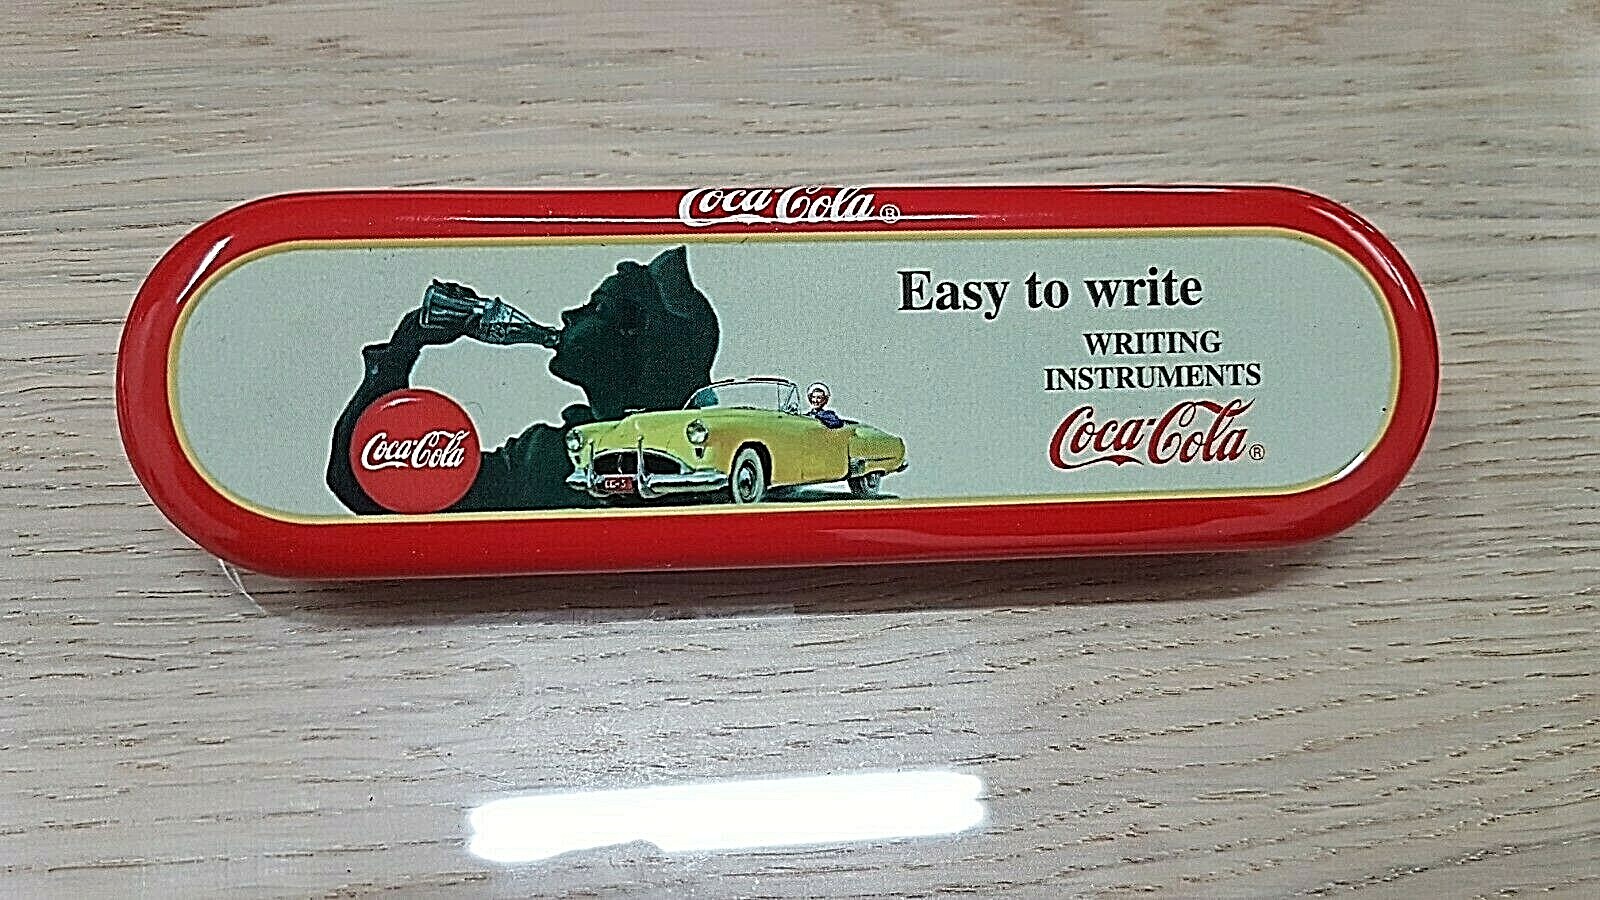 Coca-Cola ®
Easy to write
WRITING
INSTRUMENTS
Coca-Cola ®
Coca-Cola